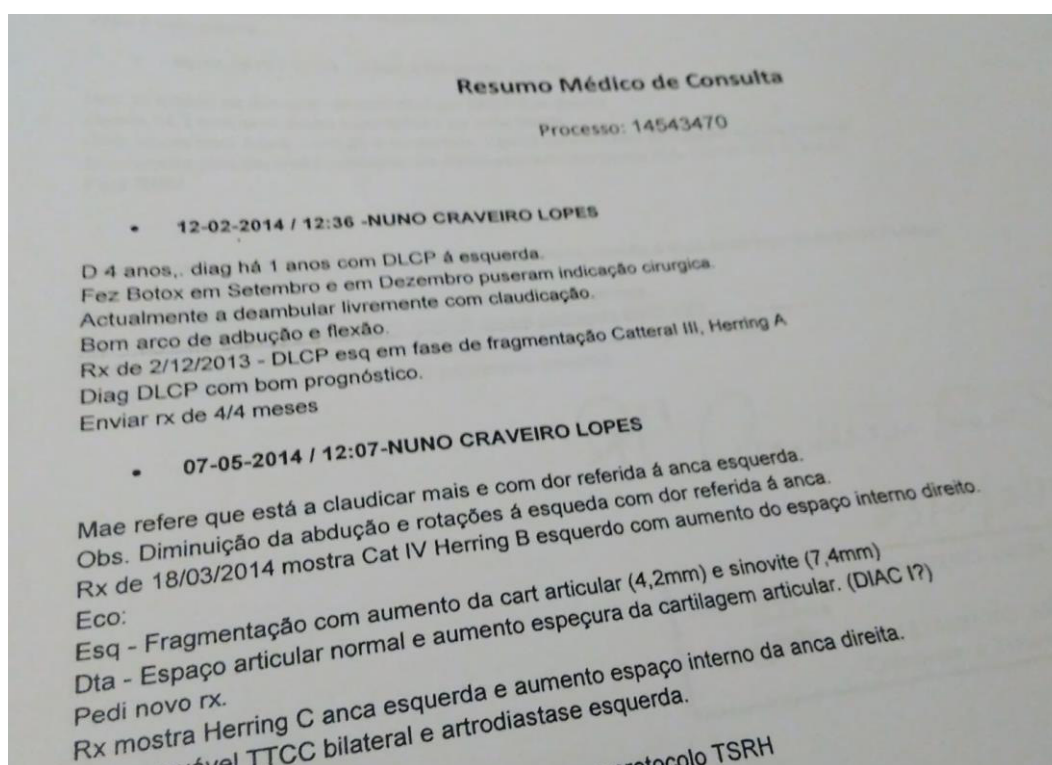 Resumo Médico de Consulta
Processo: 14543470
• 12-02-2014 / 12:36 -NUNO CRAVEIRO LOPES
D 4 anos,. diag há 1 anos com DLCP á esquerda.
Fez Botox em Setembro e em Dezembro puseram indicação cirurgica.
Actualmente a deambular livremente com claudicação.
Bom arco de adbução e flexão.
Rx de 2/12/2013 - DLCP esq em fase de fragmentação Catteral III, Herring A
Diag DLCP com bom prognóstico.
Enviar rx de 4/4 meses
• 07-05-2014 / 12:07-NUNO CRAVEIRO LOPES
Mae refere que está a claudicar mais e com dor referida á anca esquerda.
Obs. Diminuição da abdução e rotações á esqueda com dor referida á anca.
Rx de 18/03/2014 mostra Cat IV Herring B esquerdo com aumento do espaço interno direito.
Eco:
Esq - Fragmentação com aumento da cart articular (4,2mm) e sinovite (7,4mm)
Dta - Espaço articular normal e aumento espeçura da cartilagem articular. (DIAC I?)
Pedi novo rx.
Rx mostra Herring C anca esquerda e aumento espaço interno da anca direita.
TTCC bilateral e artrodiastase esquerda.
TSRH